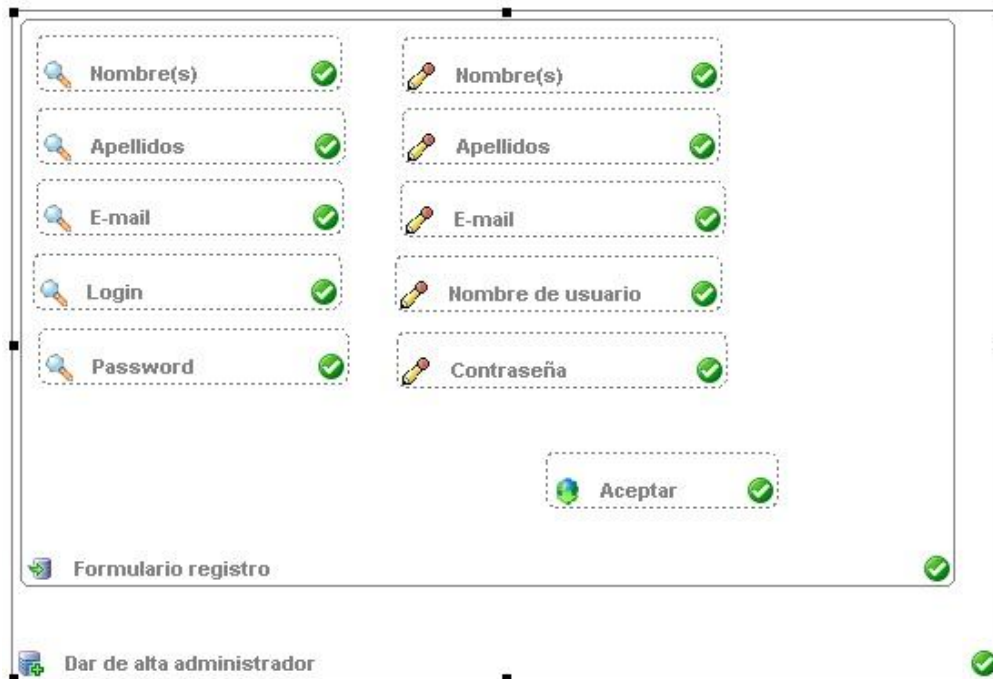 Nombre(s)
Nombre(s)
Apellidos
Apellidos
E-mail
E-mail
Login
Nombre de usuario
Password
Contraseña
Aceptar
Formulario registro
Dar de alta administrador